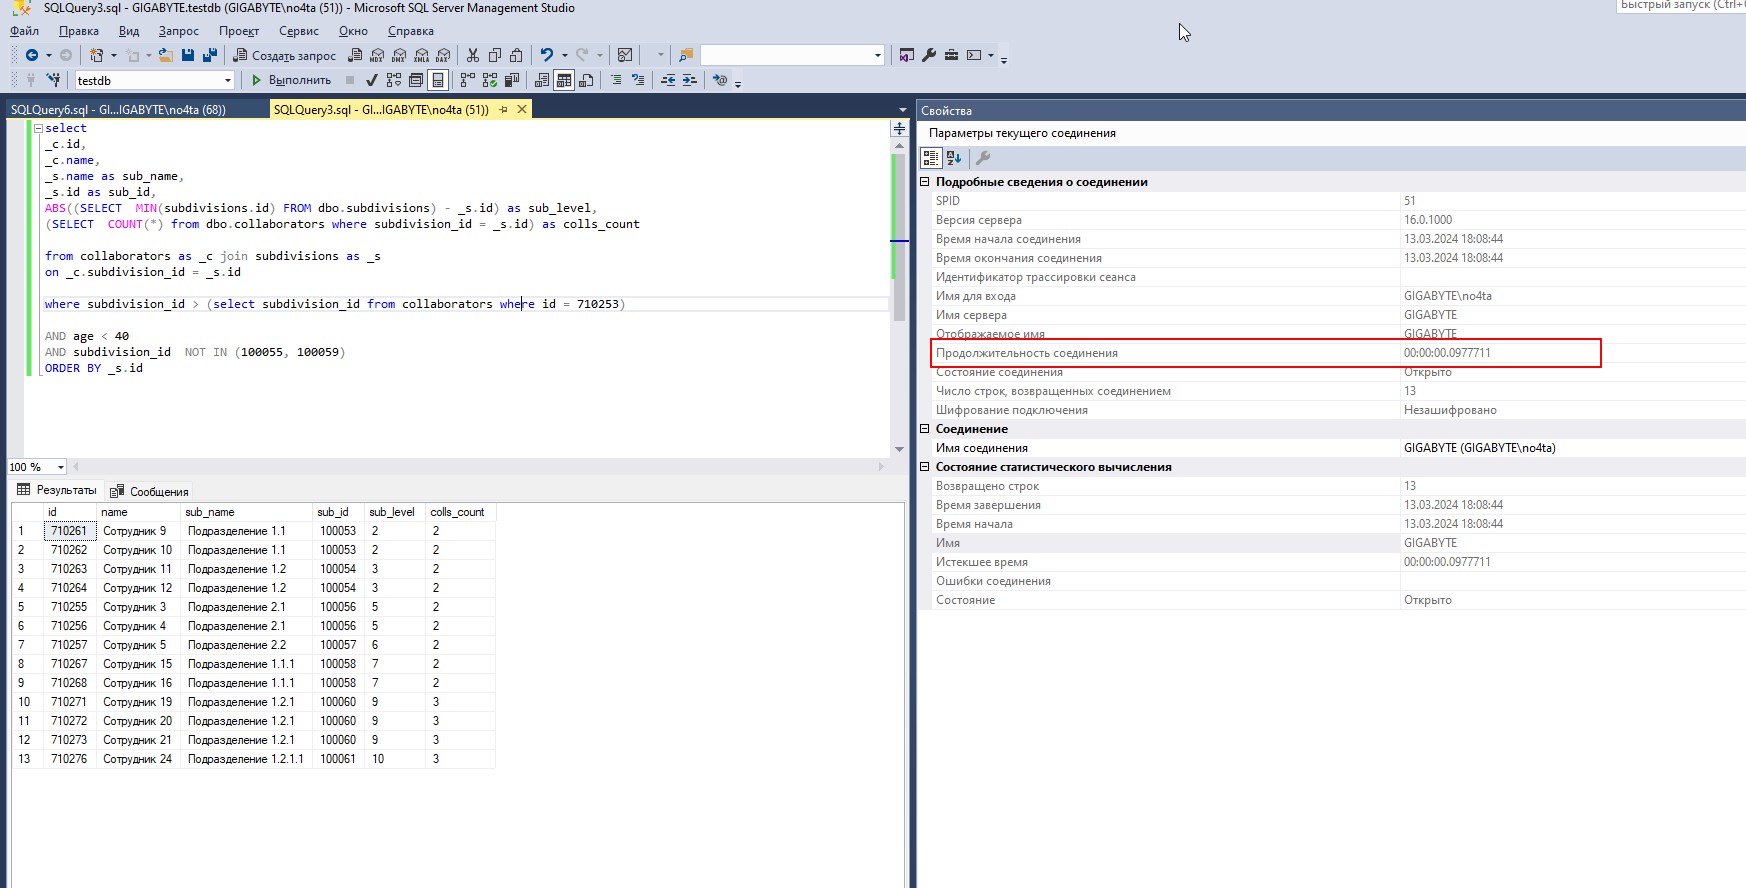 SQLQuery3.sql - GIGABYTE.testdb (GIGABYTE\no4ta (51)) - Microsoft SQL Server Management Studio
Быстрый запуск (Ctrl+
Файл Правка Вид Запрос Проект Сервис Окно Справка
Создать запрос MDX DMX XMLA DAX
testdb Выполнить
SQLQuery6.sql - GI...IGABYTE\no4ta (68))
SQLQuery3.sql - GI...IGABYTE\no4ta (51))
select
_c.id,
_c.name,
_s.name as sub_name,
_s.id as sub_id,
ABS((SELECT  MIN(subdivisions.id) FROM dbo.subdivisions) - _s.id) as sub_level,
(SELECT  COUNT(*) from dbo.collaborators where subdivision_id = _s.id) as colls_count
from collaborators as _c join subdivisions as _s
on _c.subdivision_id = _s.id
where subdivision_id > (select subdivision_id from collaborators where id = 710253)
AND age < 40
AND subdivision_id  NOT IN (100055, 100059)
ORDER BY _s.id
100 %
Результаты Сообщения
id name sub_name sub_id sub_level colls_count
1 710261 Сотрудник 9 Подразделение 1.1 100053 2 2
2 710262 Сотрудник 10 Подразделение 1.1 100053 2 2
3 710263 Сотрудник 11 Подразделение 1.2 100054 3 2
4 710264 Сотрудник 12 Подразделение 1.2 100054 3 2
5 710255 Сотрудник 3 Подразделение 2.1 100056 5 2
6 710256 Сотрудник 4 Подразделение 2.1 100056 5 2
7 710257 Сотрудник 5 Подразделение 2.2 100057 6 2
8 710267 Сотрудник 15 Подразделение 1.1.1 100058 7 2
9 710268 Сотрудник 16 Подразделение 1.1.1 100058 7 2
10 710271 Сотрудник 19 Подразделение 1.2.1 100060 9 3
11 710272 Сотрудник 20 Подразделение 1.2.1 100060 9 3
12 710273 Сотрудник 21 Подразделение 1.2.1 100060 9 3
13 710276 Сотрудник 24 Подразделение 1.2.1.1 100061 10 3
Свойства
Параметры текущего соединения
Подробные сведения о соединении
SPID 51
Версия сервера 16.0.1000
Время начала соединения 13.03.2024 18:08:44
Время окончания соединения 13.03.2024 18:08:44
Идентификатор трассировки сеанса
Имя для входа GIGABYTE\no4ta
Имя сервера GIGABYTE
Отображаемое имя GIGABYTE
Продолжительность соединения 00:00:00.0977711
Состояние соединения Открыто
Число строк, возвращенных соединением 13
Шифрование подключения Незашифровано
Соединение
Имя соединения GIGABYTE (GIGABYTE\no4ta)
Состояние статистического вычисления
Возвращено строк 13
Время завершения 13.03.2024 18:08:44
Время начала 13.03.2024 18:08:44
Имя GIGABYTE
Истекшее время 00:00:00.0977711
Ошибки соединения
Состояние Открыто